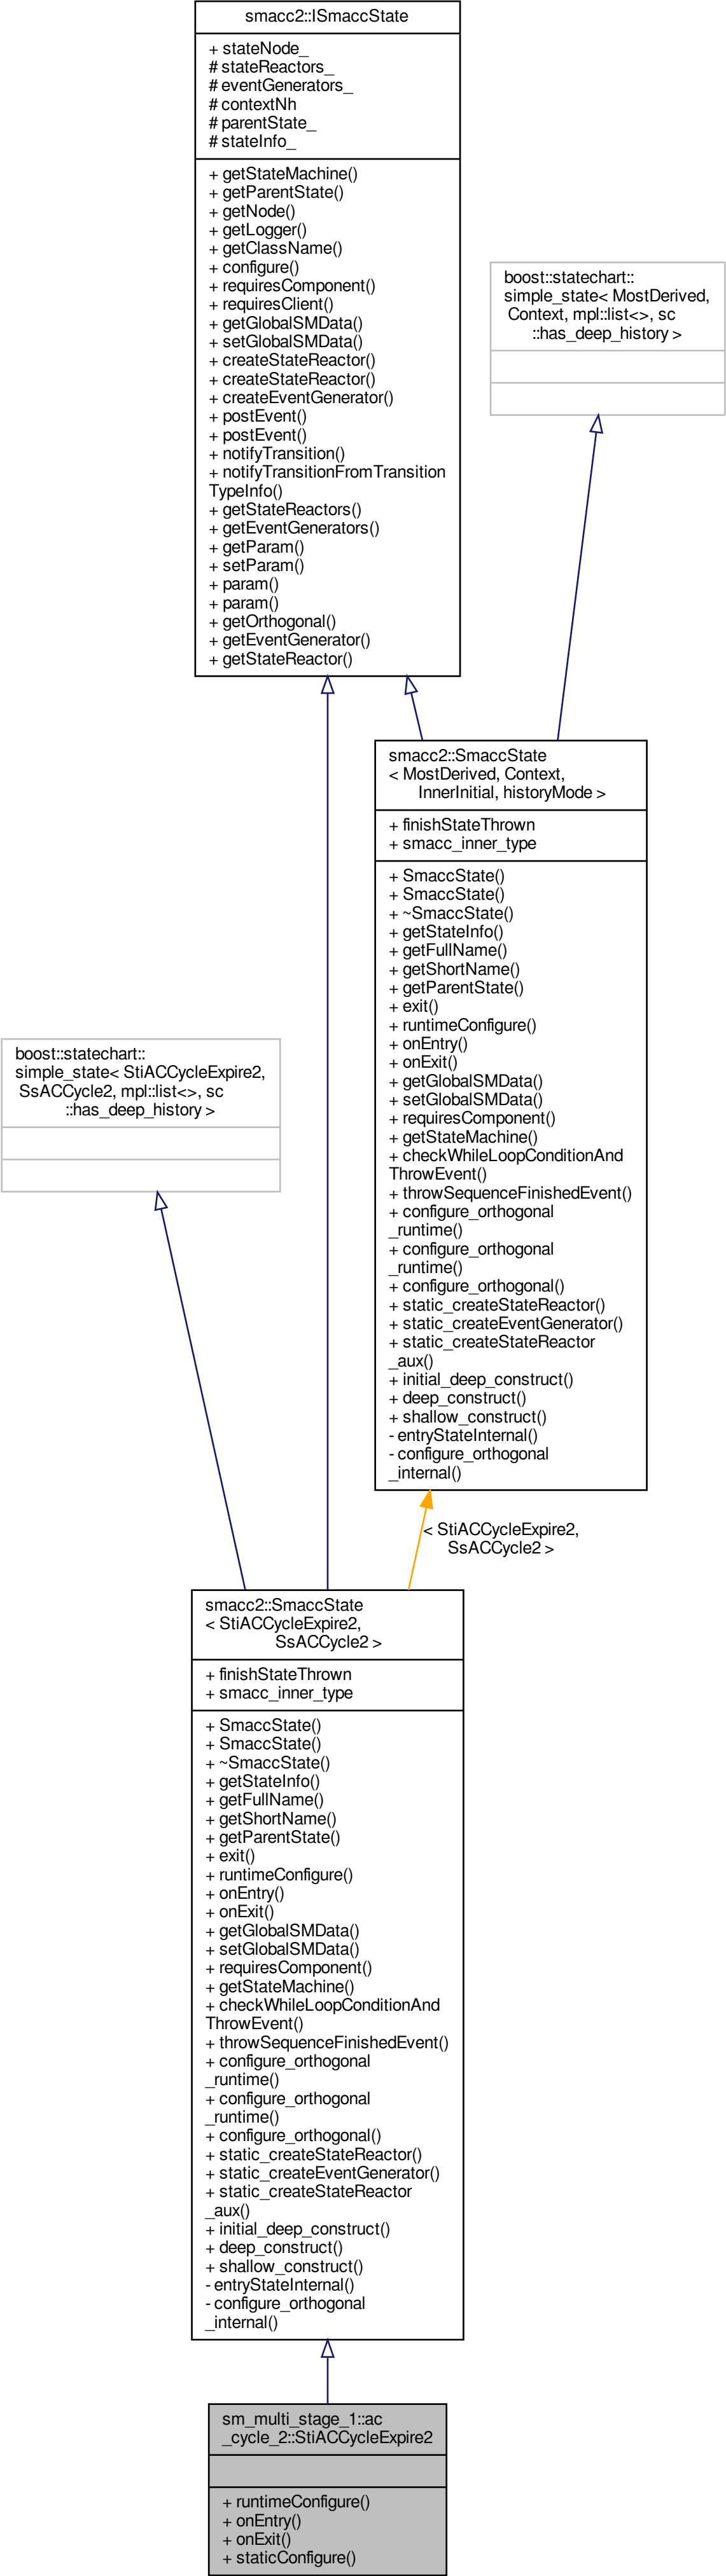 smacc2::ISmaccState
+ stateNode_
# stateReactors_
# eventGenerators_
# contextNh
# parentState_
# stateInfo_
+ getStateMachine()
+ getParentState()
+ getNode()
+ getLogger()
+ getClassName()
+ configure()
+ requiresComponent()
+ requiresClient()
+ getGlobalSMData()
+ setGlobalSMData()
+ createStateReactor()
+ createStateReactor()
+ createEventGenerator()
+ postEvent()
+ postEvent()
+ notifyTransition()
+ notifyTransitionFromTransition
TypeInfo()
+ getStateReactors()
+ getEventGenerators()
+ getParam()
+ setParam()
+ param()
+ param()
+ getOrthogonal()
+ getEventGenerator()
+ getStateReactor()
boost::statechart::
simple_state< MostDerived,
Context, mpl::list<>, sc
::has_deep_history >
smacc2::SmaccState
< MostDerived, Context,
InnerInitial, historyMode >
+ finishStateThrown
+ smacc_inner_type
+ SmaccState()
+ SmaccState()
+ ~SmaccState()
+ getStateInfo()
+ getFullName()
+ getShortName()
+ getParentState()
+ exit()
+ runtimeConfigure()
+ onEntry()
+ onExit()
+ getGlobalSMData()
+ setGlobalSMData()
+ requiresComponent()
+ getStateMachine()
+ checkWhileLoopConditionAnd
ThrowEvent()
+ throwSequenceFinishedEvent()
+ configure_orthogonal
_runtime()
+ configure_orthogonal
_runtime()
+ configure_orthogonal()
+ static_createStateReactor()
+ static_createEventGenerator()
+ static_createStateReactor
_aux()
+ initial_deep_construct()
+ deep_construct()
+ shallow_construct()
- entryStateInternal()
- configure_orthogonal
_internal()
boost::statechart::
simple_state< StiACCycleExpire2,
SsACCycle2, mpl::list<>, sc
::has_deep_history >
< StiACCycleExpire2,
SsACCycle2 >
smacc2::SmaccState
< StiACCycleExpire2,
SsACCycle2 >
+ finishStateThrown
+ smacc_inner_type
+ SmaccState()
+ SmaccState()
+ ~SmaccState()
+ getStateInfo()
+ getFullName()
+ getShortName()
+ getParentState()
+ exit()
+ runtimeConfigure()
+ onEntry()
+ onExit()
+ getGlobalSMData()
+ setGlobalSMData()
+ requiresComponent()
+ getStateMachine()
+ checkWhileLoopConditionAnd
ThrowEvent()
+ throwSequenceFinishedEvent()
+ configure_orthogonal
_runtime()
+ configure_orthogonal
_runtime()
+ configure_orthogonal()
+ static_createStateReactor()
+ static_createEventGenerator()
+ static_createStateReactor
_aux()
+ initial_deep_construct()
+ deep_construct()
+ shallow_construct()
- entryStateInternal()
- configure_orthogonal
_internal()
sm_multi_stage_1::ac
_cycle_2::StiACCycleExpire2
+ runtimeConfigure()
+ onEntry()
+ onExit()
+ staticConfigure()